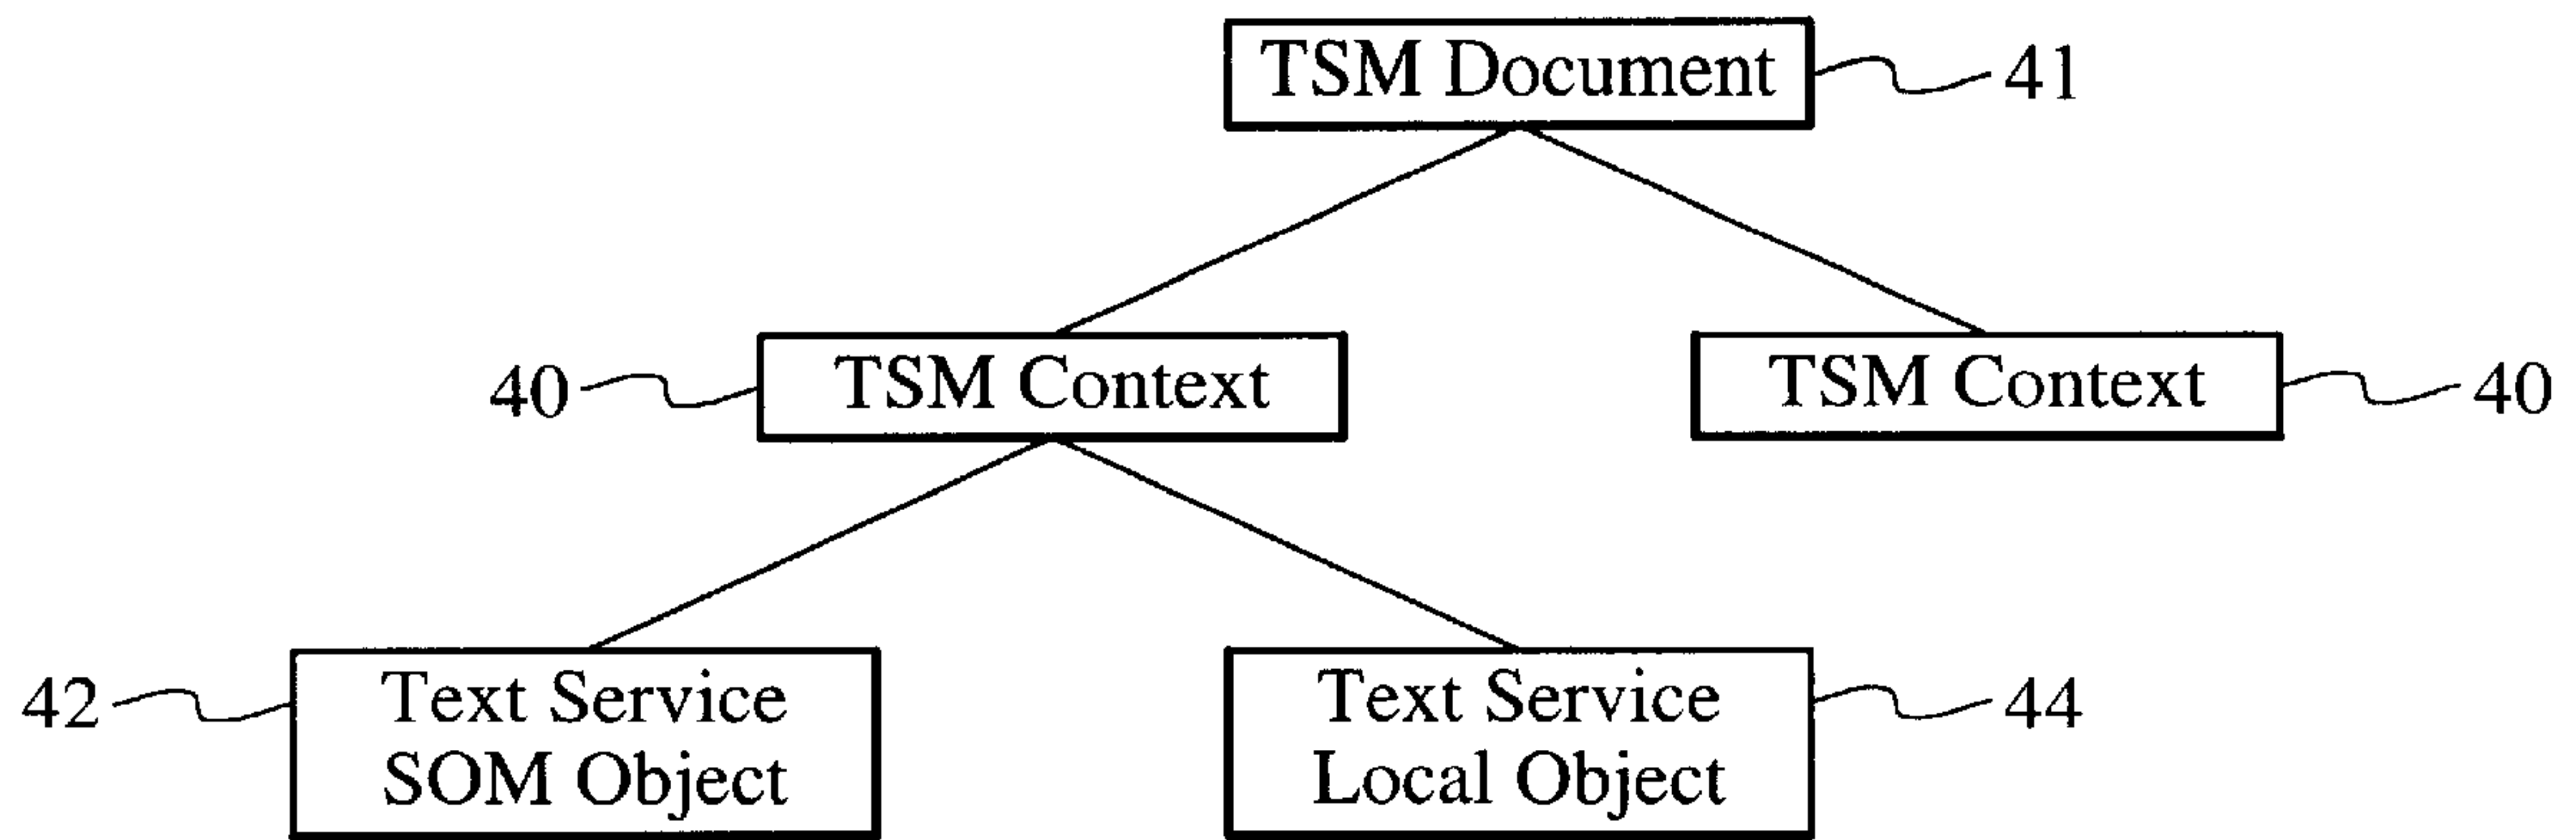 TSM Document 41
40 TSM Context TSM Context 40
42 Text Service Text Service 44
SOM Object Local Object